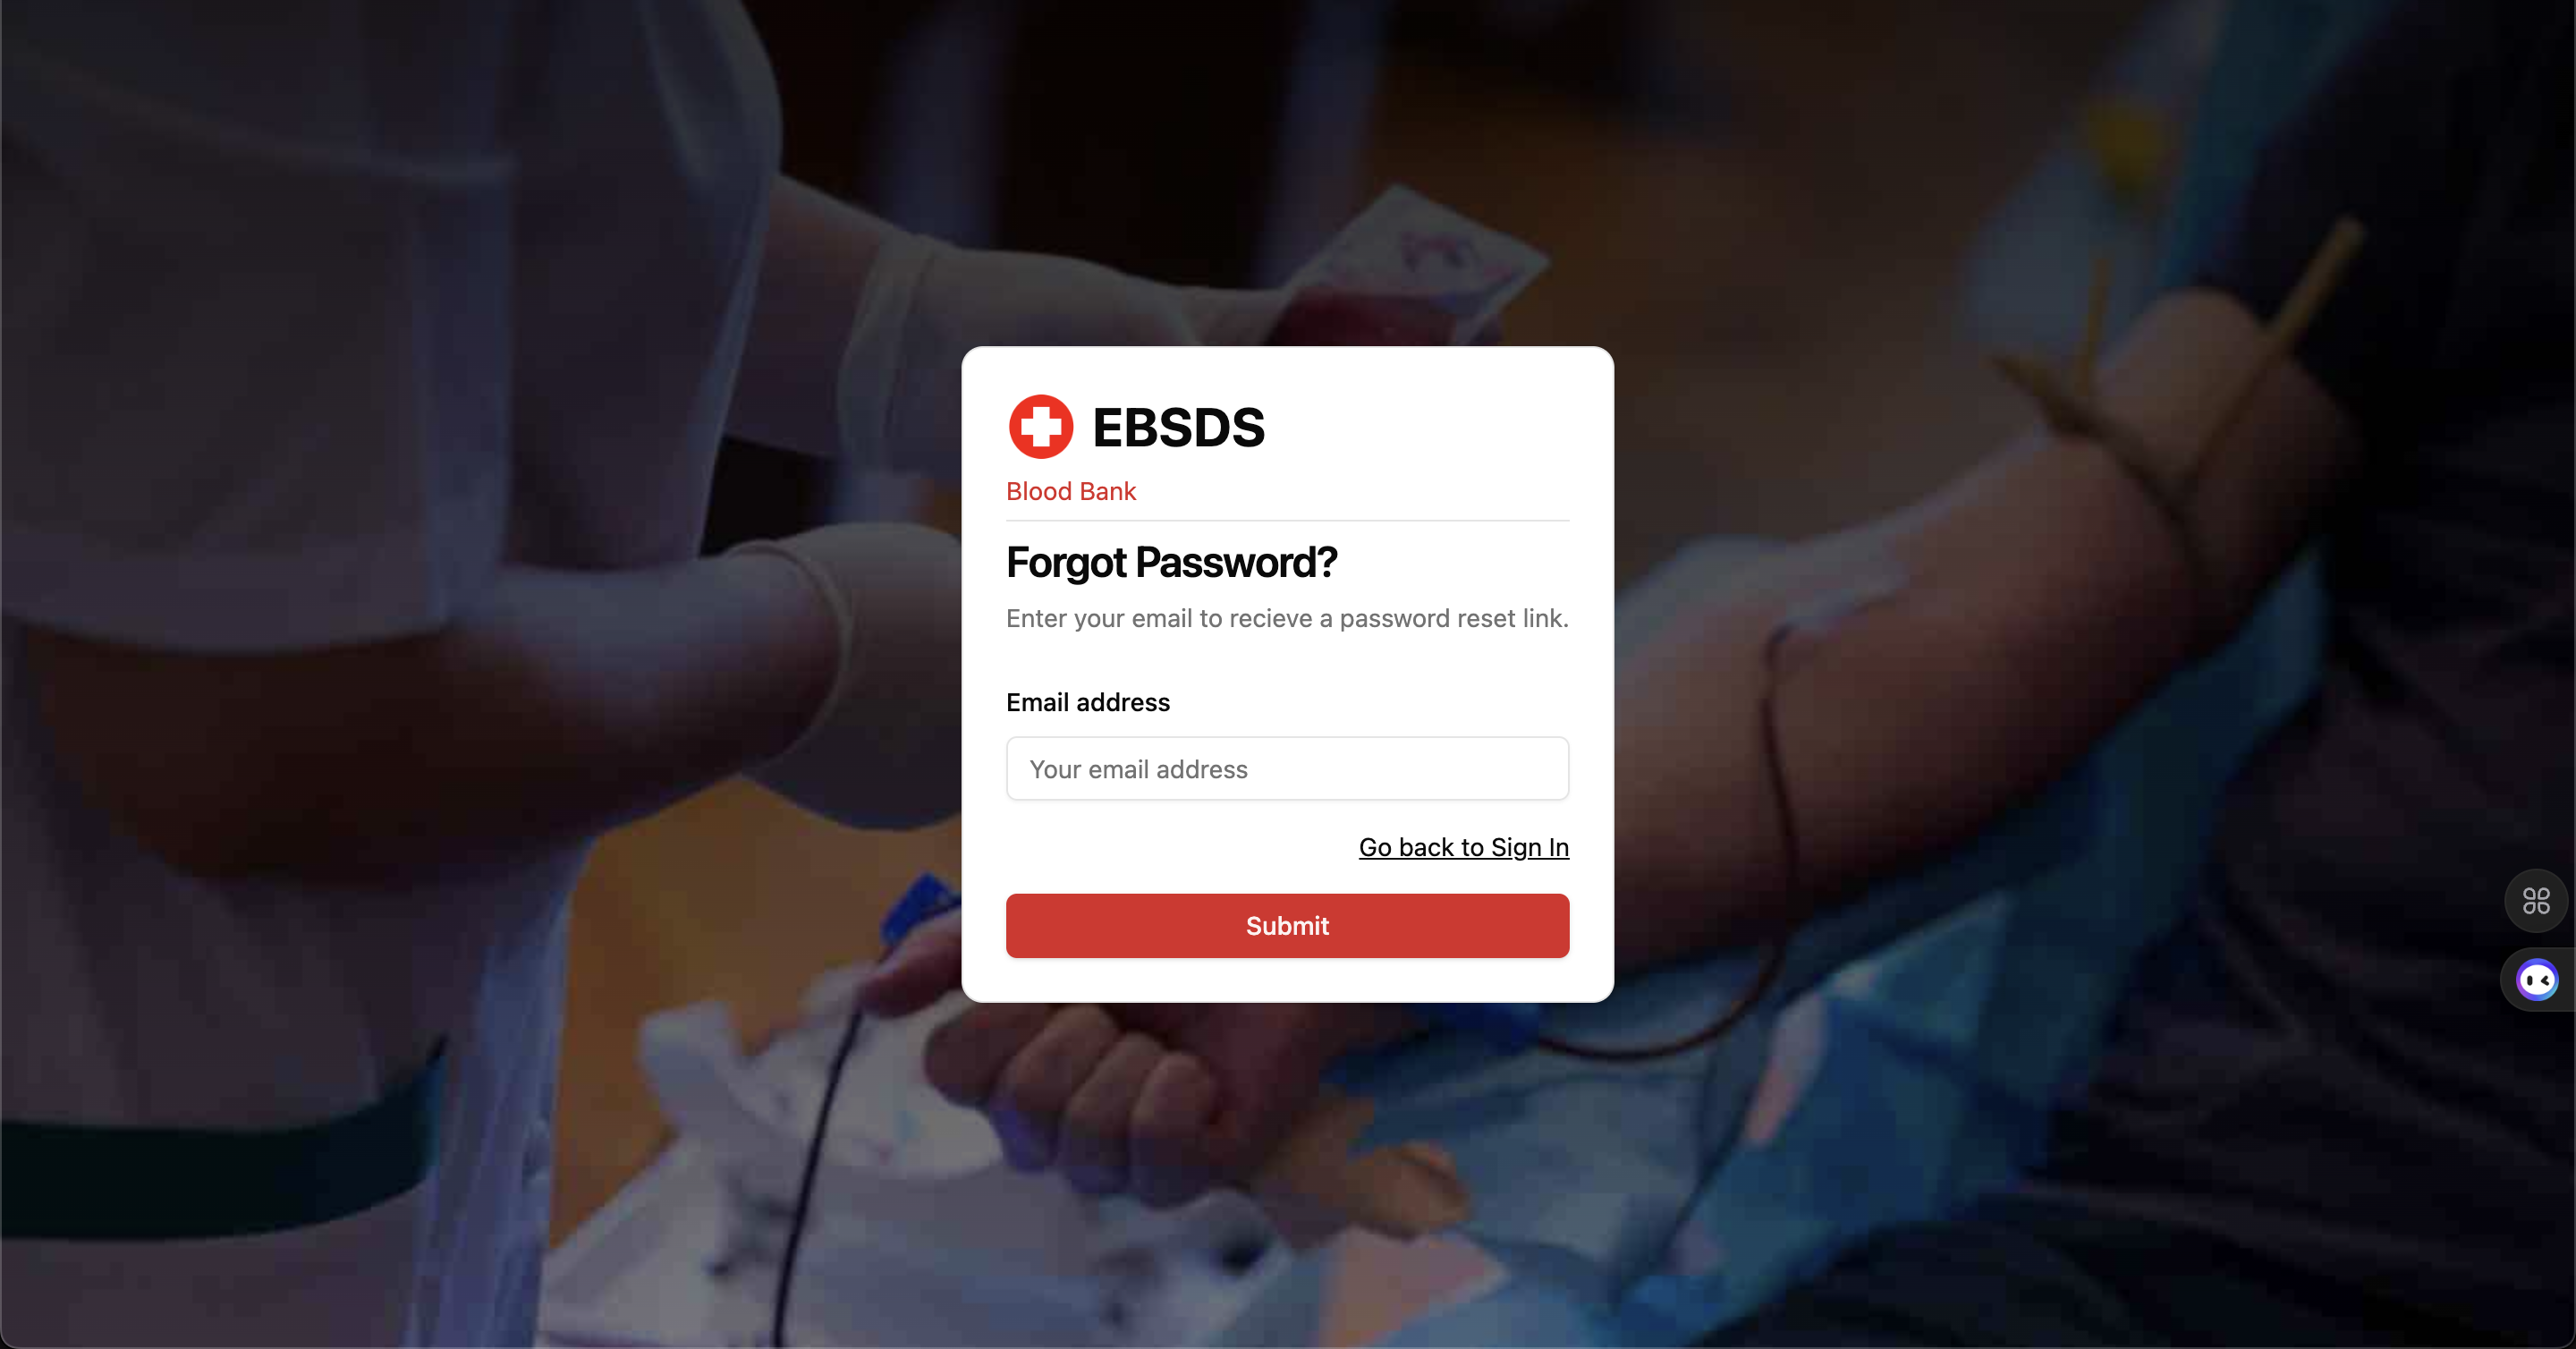 EBSDS
Blood Bank
Forgot Password?
Enter your email to recieve a password reset link.
Email address
Your email address
Go back to Sign In
Submit